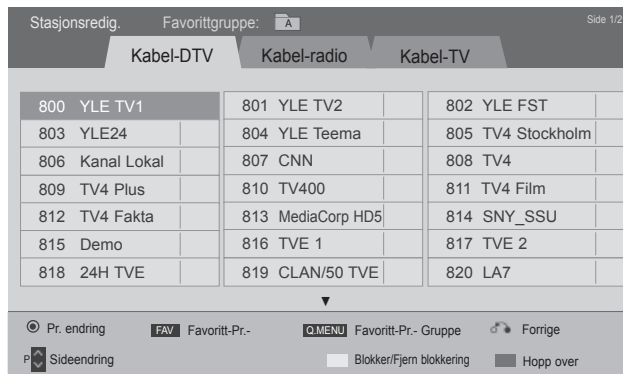 Stasjonsredig. Favorittgruppe: A Side 1/2
Kabel-DTV Kabel-radio Kabel-TV
800 YLE TV1 801 YLE TV2 802 YLE FST
803 YLE24 804 YLE Teema 805 TV4 Stockholm
806 Kanal Lokal 807 CNN 808 TV4
809 TV4 Plus 810 TV400 811 TV4 Film
812 TV4 Fakta 813 MediaCorp HD5 814 SNY_SSU
815 Demo 816 TVE 1 817 TVE 2
818 24H TVE 819 CLAN/50 TVE 820 LA7
Pr. endring FAV Favoritt-Pr.- Q.MENU Favoritt-Pr.- Gruppe Forrige
P Sideendring Blokker/Fjern blokkering Hopp over